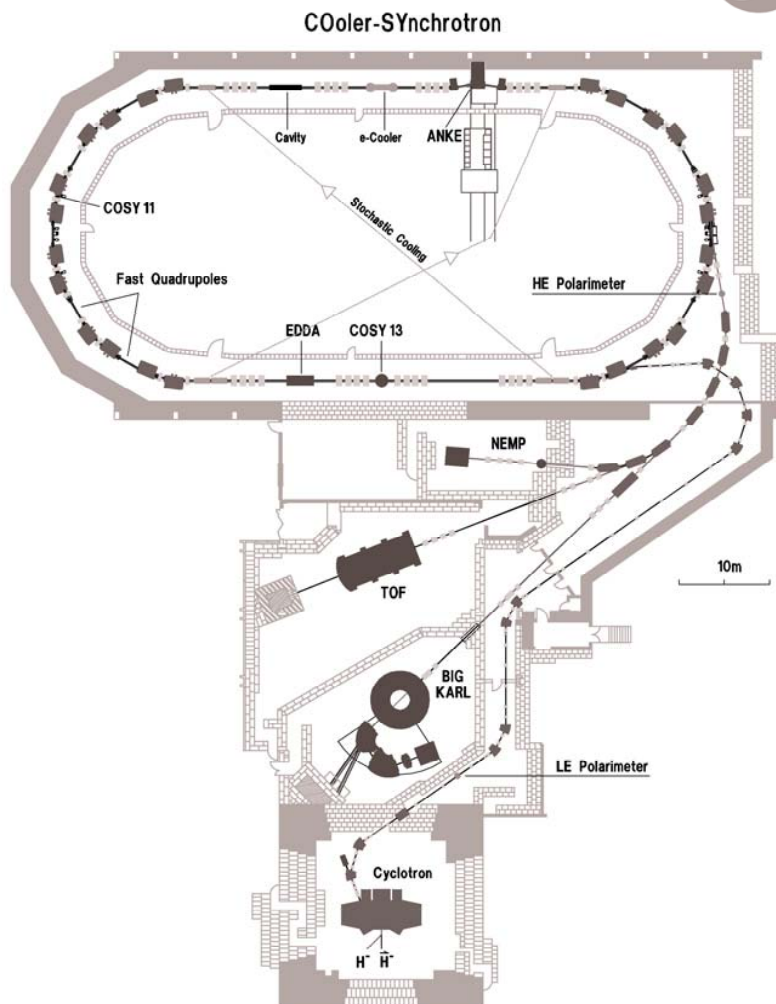 COoler-SYnchrotron
Cavity
e-Cooler
ANKE
COSY 11
Stochastic Cooling
Fast Quadrupoles
HE Polarimeter
EDDA
COSY 13
NEMP
10m
TOF
BIG
KARL
LE Polarimeter
Cyclotron
H⁻ H⃗⁻